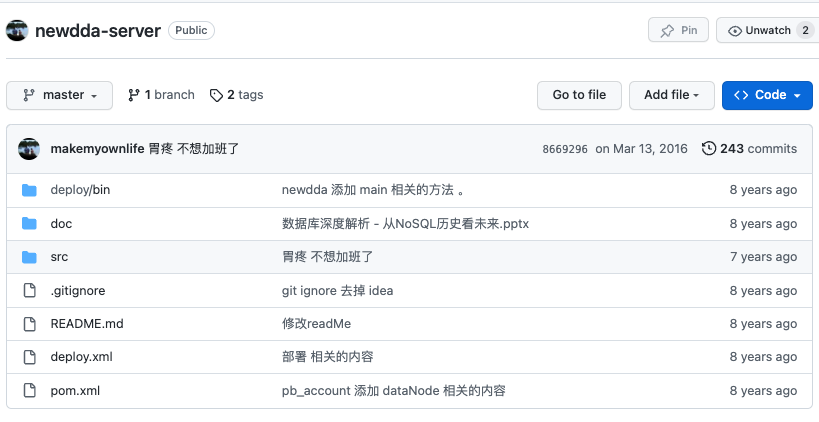 newdda-server Public Pin Unwatch 2
master 1 branch 2 tags Go to file Add file Code
makemyownlife 胃疼 不想加班了 8669296 on Mar 13, 2016 243 commits
deploy/bin newdda 添加 main 相关的方法 。 8 years ago
doc 数据库深度解析 - 从NoSQL历史看未来.pptx 8 years ago
src 胃疼 不想加班了 7 years ago
.gitignore git ignore 去掉 idea 8 years ago
README.md 修改readMe 8 years ago
deploy.xml 部署 相关的内容 8 years ago
pom.xml pb_account 添加 dataNode 相关的内容 8 years ago